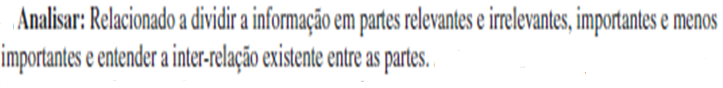 Analisar: Relacionado a dividir a informação em partes relevantes e irrelevantes, importantes e menos
importantes e entender a inter-relação existente entre as partes.